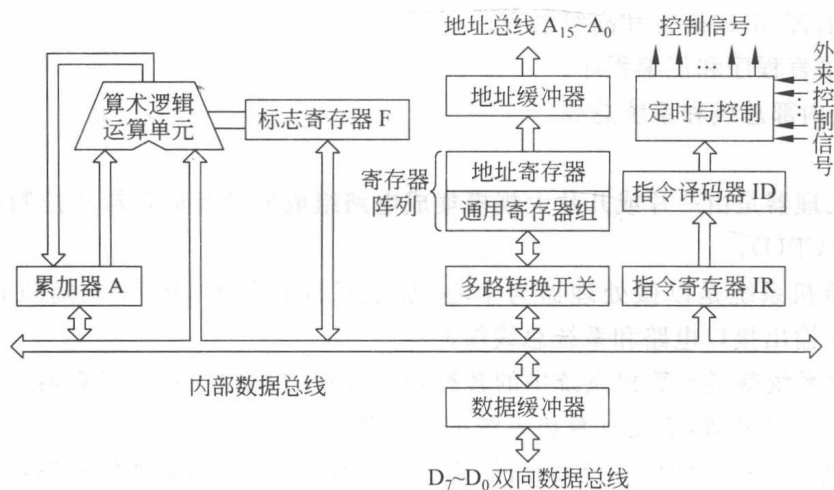 地址总线 A₁₅~A₀
控制信号
外来控制信号
算术逻辑
运算单元
标志寄存器 F
地址缓冲器
定时与控制
寄存器
阵列
地址寄存器
通用寄存器组
指令译码器 ID
累加器 A
多路转换开关
指令寄存器 IR
内部数据总线
数据缓冲器
D₇~D₀ 双向数据总线